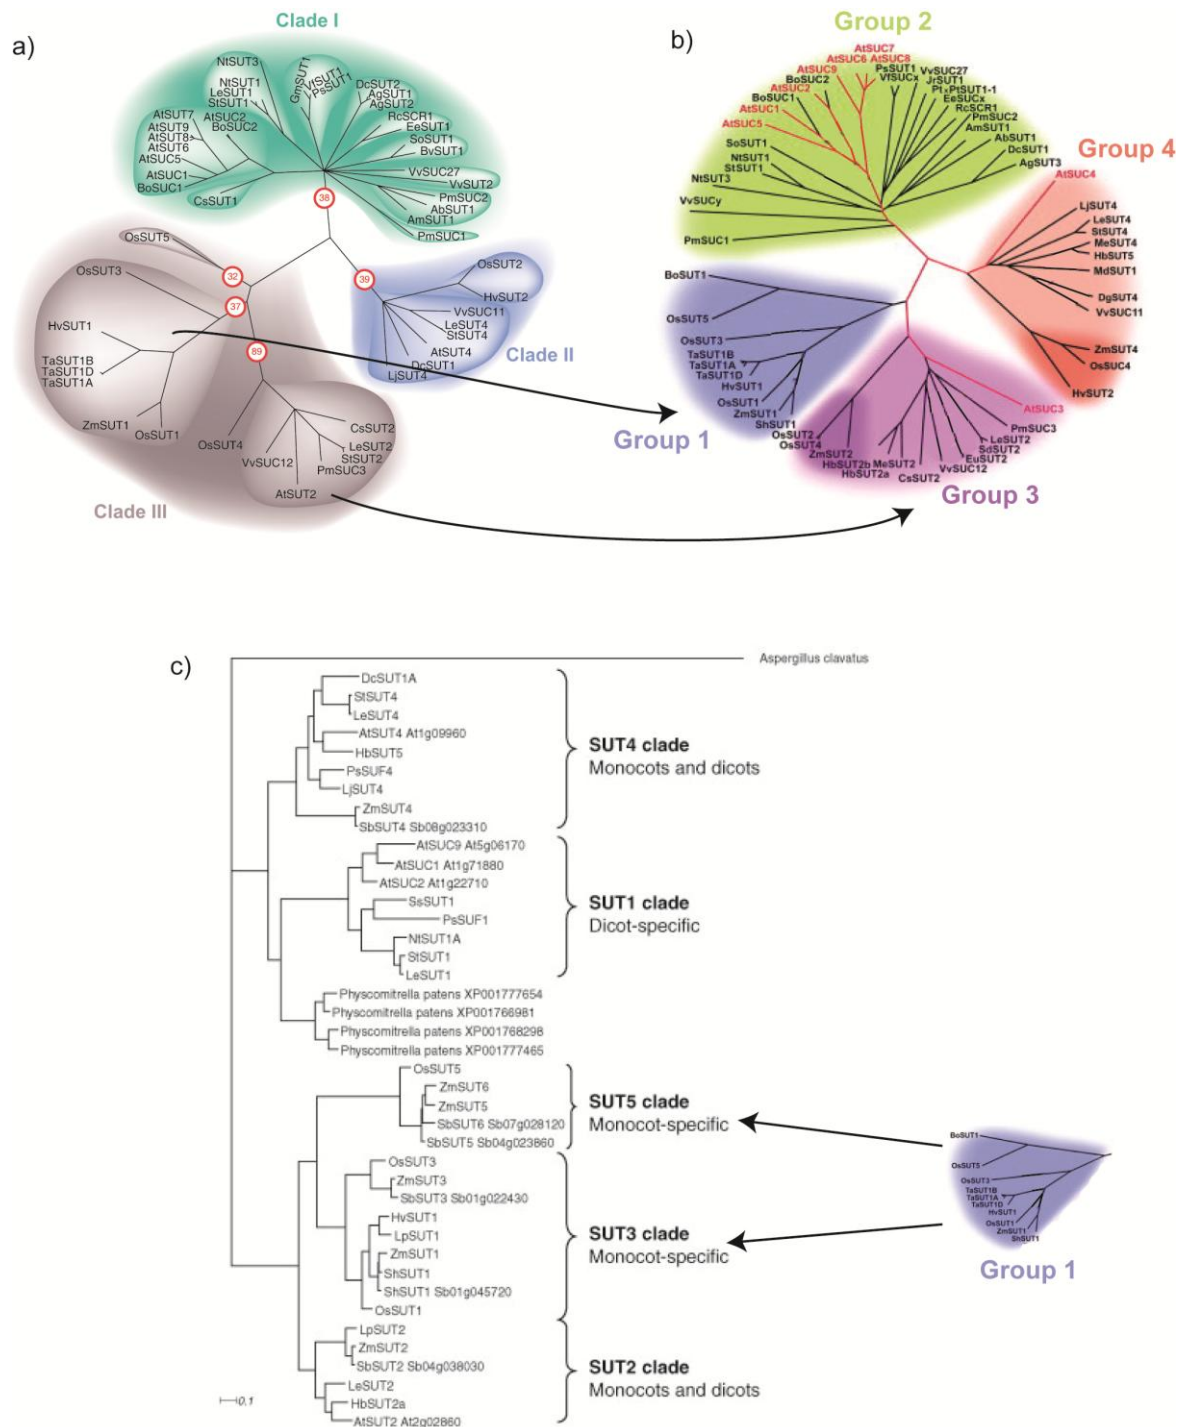 a)
Clade I
NtSUT3
NtSUT1
LeSUT1
StSUT1
GmSUT1
VfSUT1
PsSUT1
DcSUT2
AgSUT1
AgSUT2
RcSCR1
EeSUT1
SoSUT1
BvSUT1
AtSUT7
AtSUT9
AtSUT8
AtSUT6
AtSUC5
AtSUC2
BoSUC2
AtSUC1
BoSUC1
CsSUT1
VvSUC27
VvSUT2
PmSUC2
AbSUT1
AmSUT1
PmSUC1
38
OsSUT5
OsSUT3
32
37
39
89
HvSUT1
TaSUT1B
TaSUT1D
TaSUT1A
ZmSUT1
OsSUT1
OsSUT4
VvSUC12
AtSUT2
CsSUT2
LeSUT2
StSUT2
PmSUC3
Clade III
OsSUT2
HvSUT2
VvSUC11
LeSUT4
StSUT4
AtSUT4
DcSUT1
LjSUT4
Clade II
b)
Group 2
AtSUC7
AtSUC6 AtSUC8
AtSUC9
BoSUC2
AtSUC2
BoSUC1
AtSUC1
AtSUC5
PsSUT1
VfSUCx
VvSUC27
JrSUT1
PtxPtSUT1-1
EeSUCx
RcSCR1
PmSUC2
AmSUT1
AbSUT1
DcSUT1
AgSUT3
SoSUT1
NtSUT1
StSUT1
NtSUT3
VvSUCy
PmSUC1
Group 4
AtSUC4
LjSUT4
LeSUT4
StSUT4
MeSUT4
HbSUT5
MdSUT1
DgSUT4
VvSUC11
ZmSUT4
OsSUC4
HvSUT2
BoSUT1
OsSUT5
OsSUT3
TaSUT1B
TaSUT1A
TaSUT1D
HvSUT1
OsSUT1
ZmSUT1
ShSUT1
Group 1
OsSUT2
OsSUT4
ZmSUT2
HbSUT2b
HbSUT2a
MeSUT2
CsSUT2
VvSUC12
EuSUT2
SdSUT2
LeSUT2
PmSUC3
AtSUC3
Group 3
c)
Aspergillus clavatus
DcSUT1A
StSUT4
LeSUT4
AtSUT4 At1g09960
HbSUT5
PsSUF4
LjSUT4
ZmSUT4
SbSUT4 Sb08g023310
SUT4 clade
Monocots and dicots
AtSUC9 At5g06170
AtSUC1 At1g71880
AtSUC2 At1g22710
SsSUT1
PsSUF1
NtSUT1A
StSUT1
LeSUT1
SUT1 clade
Dicot-specific
Physcomitrella patens XP001777654
Physcomitrella patens XP001766981
Physcomitrella patens XP001768298
Physcomitrella patens XP001777465
OsSUT5
ZmSUT6
ZmSUT5
SbSUT6 Sb07g028120
SbSUT5 Sb04g023860
SUT5 clade
Monocot-specific
OsSUT3
ZmSUT3
SbSUT3 Sb01g022430
HvSUT1
LpSUT1
ZmSUT1
ShSUT1
ShSUT1 Sb01g045720
OsSUT1
SUT3 clade
Monocot-specific
LpSUT2
ZmSUT2
SbSUT2 Sb04g038030
LeSUT2
HbSUT2a
AtSUT2 At2g02860
SUT2 clade
Monocots and dicots
0.1
BoSUT1
OsSUT5
OsSUT3
TaSUT1B
TaSUT1A
TaSUT1D
HvSUT1
OsSUT1
ZmSUT1
ShSUT1
Group 1